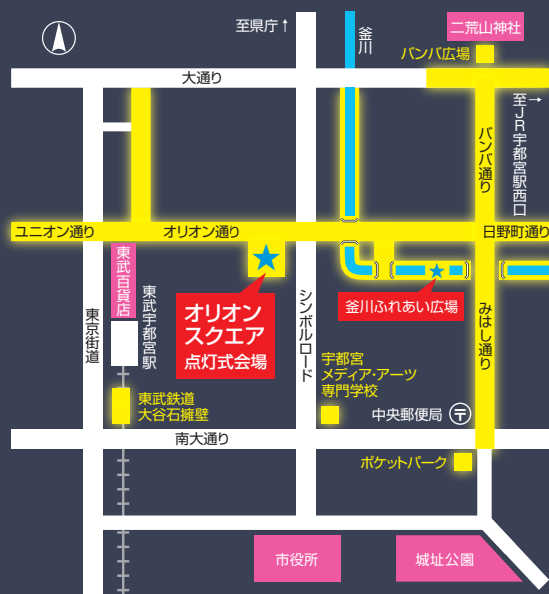 至県庁↑
釜川
二荒山神社
バンバ広場
大通り
至JR宇都宮駅西口→
バンバ通り
ユニオン通り
オリオン通り
日野町通り
東武百貨店
オリオン
スクエア
点灯式会場
釜川ふれあい広場
東京街道
東武宇都宮駅
シンボルロード
みはし通り
宇都宮
メディア・アーツ
専門学校
東武鉄道
大谷石擁壁
中央郵便局
南大通り
ポケットパーク
市役所
城址公園